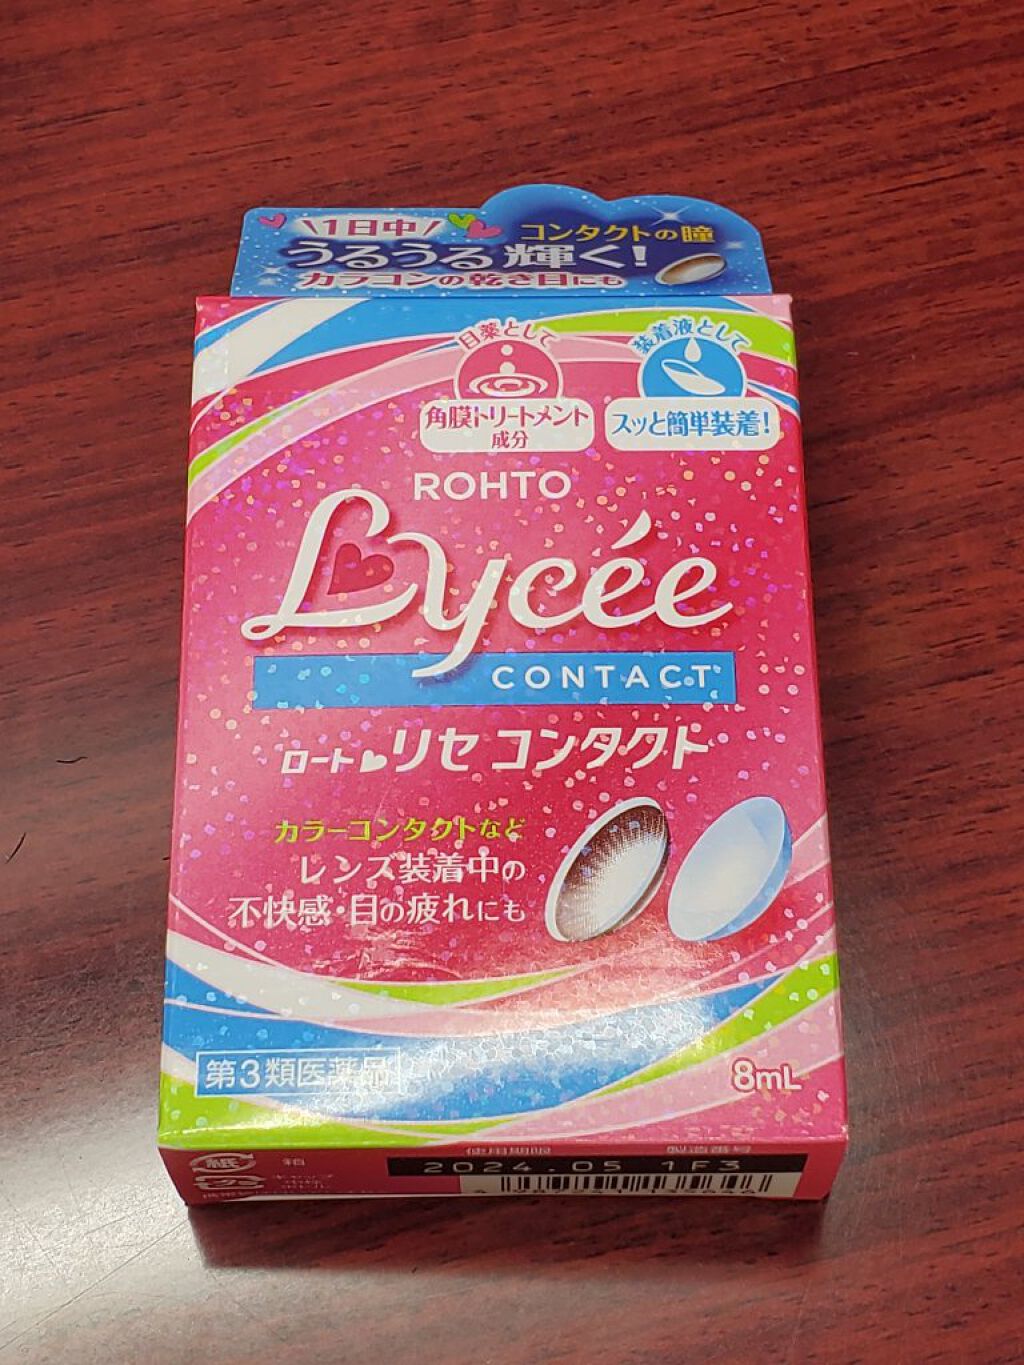 1日中
コンタクトの瞳
うるうる輝く!
カラコンの乾き目にも
目薬として
角膜トリートメント
成分
装着液として
スッと簡単装着!
ROHTO
Lycée
CONTACT
ロートリセコンタクト
カラーコンタクトなど
レンズ装着中の
不快感・目の疲れにも
第3類医薬品
8mL
使用期限
製造番号
2024.05 1F3
紙
箱